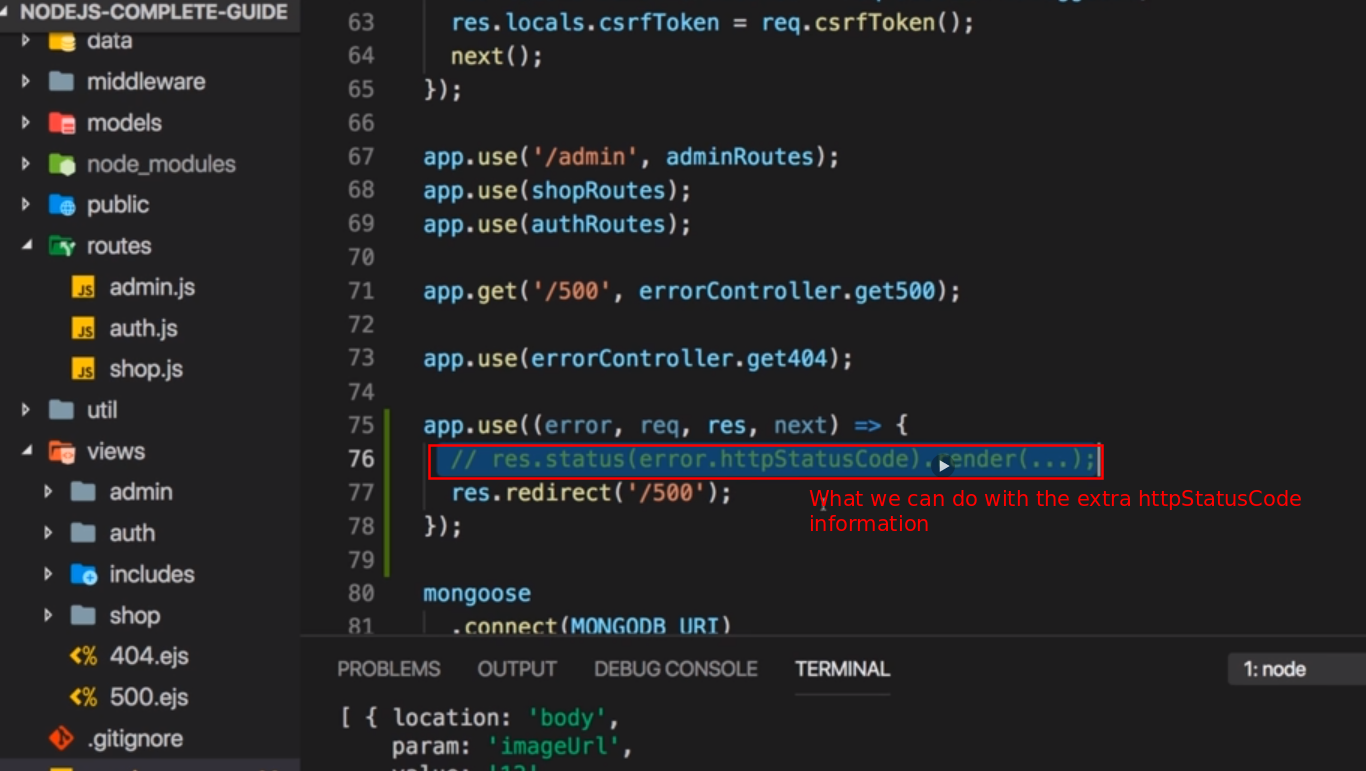 NODEJS-COMPLETE-GUIDE
data
middleware
models
node_modules
public
routes
admin.js
auth.js
shop.js
util
views
admin
auth
includes
shop
404.ejs
500.ejs
.gitignore
63 res.locals.csrfToken = req.csrfToken();
64 next();
65 });
66
67 app.use('/admin', adminRoutes);
68 app.use(shopRoutes);
69 app.use(authRoutes);
70
71 app.get('/500', errorController.get500);
72
73 app.use(errorController.get404);
74
75 app.use((error, req, res, next) => {
76 // res.status(error.httpStatusCode).render(...);
77 res.redirect('/500');
What we can do with the extra httpStatusCode
information
78 });
79
80 mongoose
81 .connect(MONGODB_URI)
PROBLEMS OUTPUT DEBUG CONSOLE TERMINAL 1: node
[ { location: 'body',
param: 'imageUrl',
value: '12',